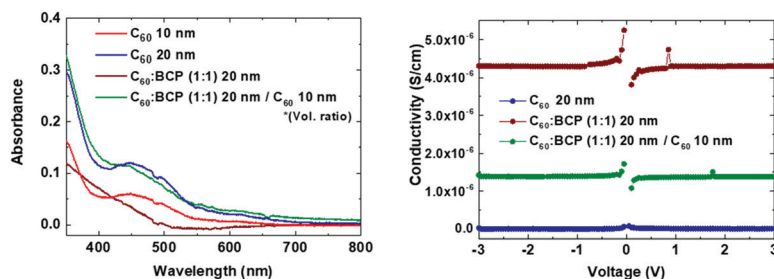 C₆₀ 10 nm
C₆₀ 20 nm
C₆₀:BCP (1:1) 20 nm
C₆₀:BCP (1:1) 20 nm / C₆₀ 10 nm
*(Vol. ratio)
Absorbance
0.4
0.3
0.2
0.1
0.0
400 500 600 700 800
Wavelength (nm)
Conductivity (S/cm)
5.0x10⁻⁶
4.0x10⁻⁶
3.0x10⁻⁶
2.0x10⁻⁶
1.0x10⁻⁶
0.0
C₆₀ 20 nm
C₆₀:BCP (1:1) 20 nm
C₆₀:BCP (1:1) 20 nm / C₆₀ 10 nm
-3 -2 -1 0 1 2 3
Voltage (V)